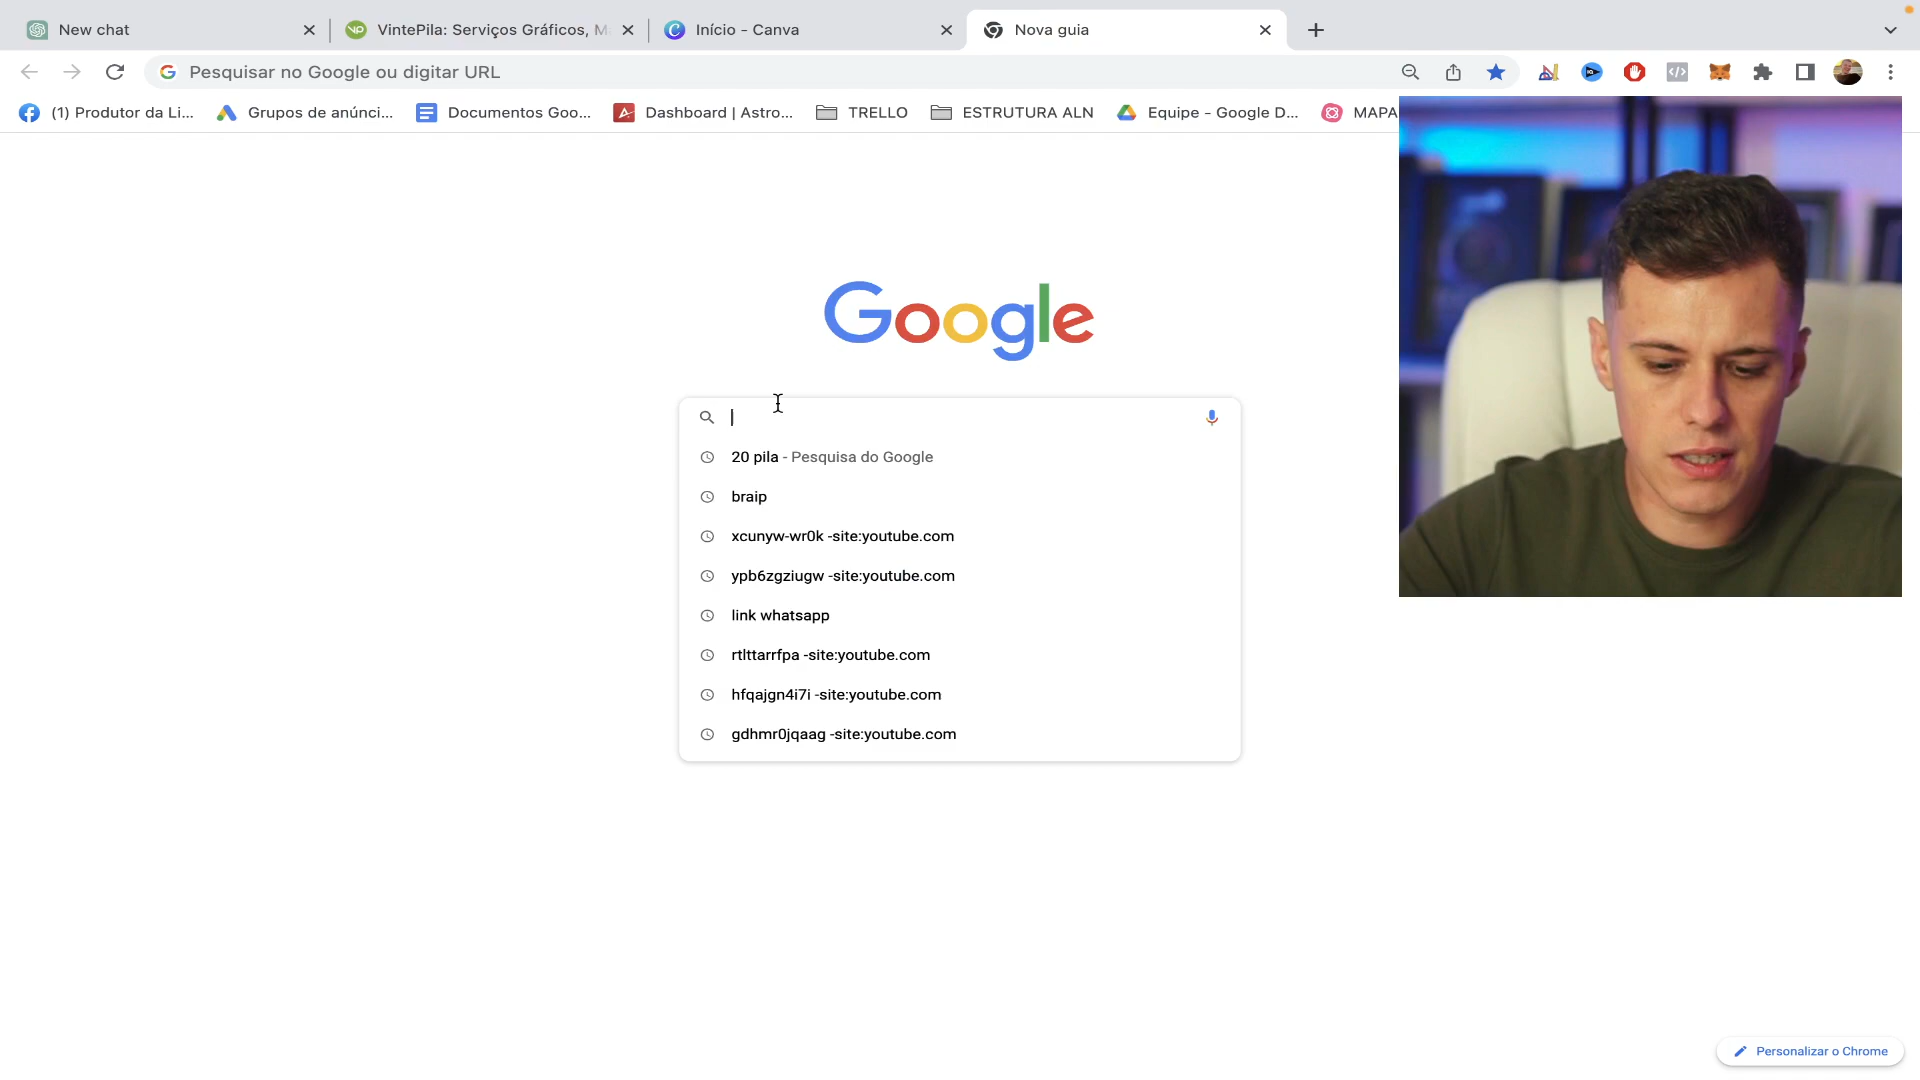 New chat
VintePila: Serviços Gráficos, M
Início - Canva
Nova guia
Pesquisar no Google ou digitar URL
(1) Produtor da Li...
Grupos de anúnci...
Documentos Goo...
Dashboard | Astro...
TRELLO
ESTRUTURA ALN
Equipe - Google D...
MAPA
Google
20 pila - Pesquisa do Google
braip
xcunyw-wr0k -site:youtube.com
ypb6zgziugw -site:youtube.com
link whatsapp
rtlttarrfpa -site:youtube.com
hfqajgn4i7i -site:youtube.com
gdhmr0jqaag -site:youtube.com
Personalizar o Chrome